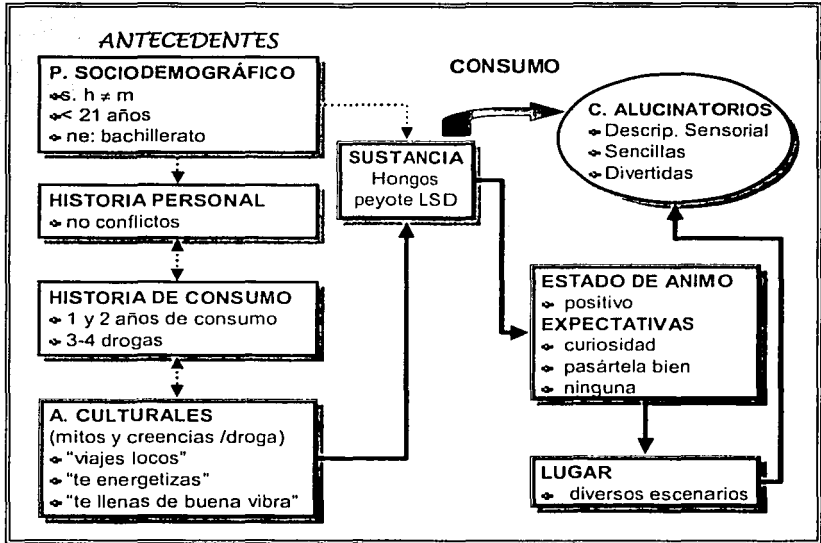 ANTECEDENTES
P. SOCIODEMOGRÁFICO
s. h ≠ m
< 21 años
ne: bachillerato
HISTORIA PERSONAL
no conflictos
HISTORIA DE CONSUMO
1 y 2 años de consumo
3-4 drogas
A. CULTURALES
(mitos y creencias /droga)
"viajes locos"
"te energetizas"
"te llenas de buena vibra"
SUSTANCIA
Hongos
peyote LSD
CONSUMO
C. ALUCINATORIOS
Descrip. Sensorial
Sencillas
Divertidas
ESTADO DE ANIMO
positivo
EXPECTATIVAS
curiosidad
pasártela bien
ninguna
LUGAR
diversos escenarios